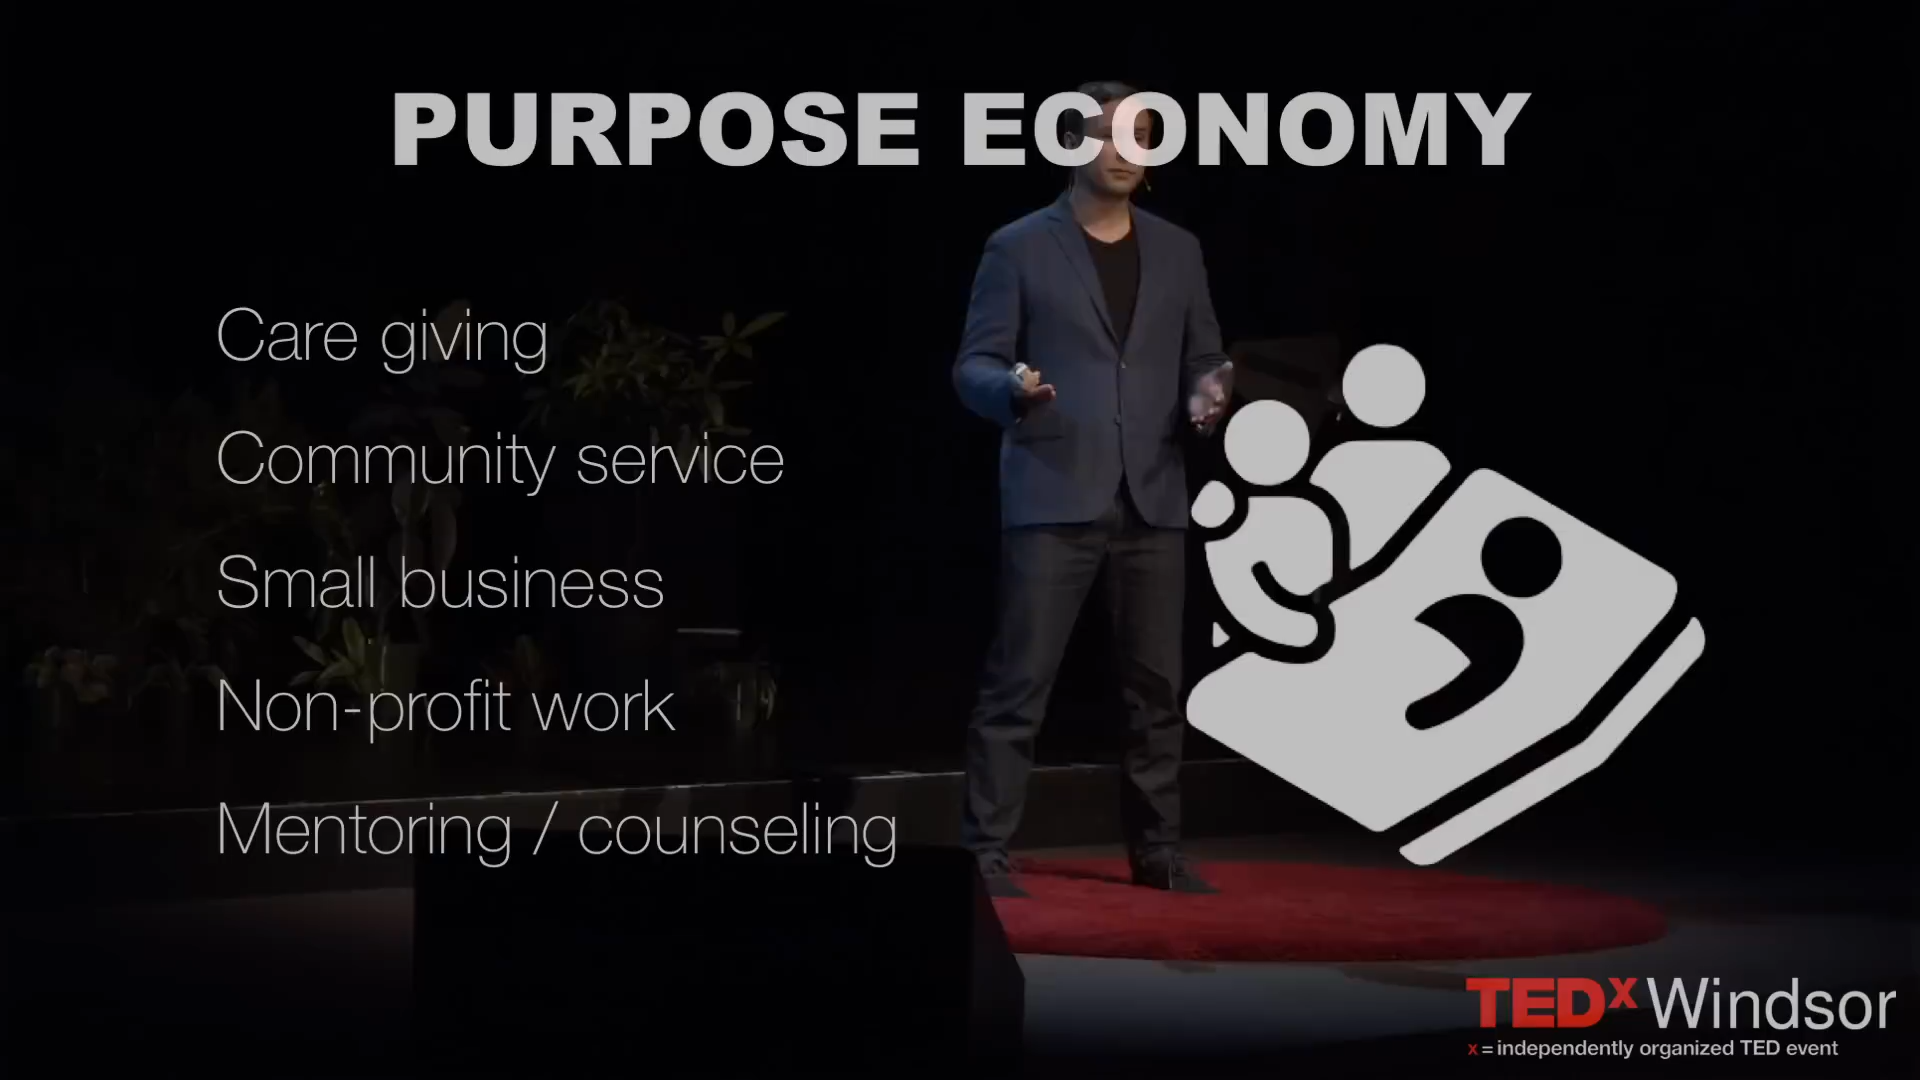 PURPOSE ECONOMY
Care giving
Community service
Small business
Non-profit work
Mentoring / counseling
TEDx Windsor
x = independently organized TED event